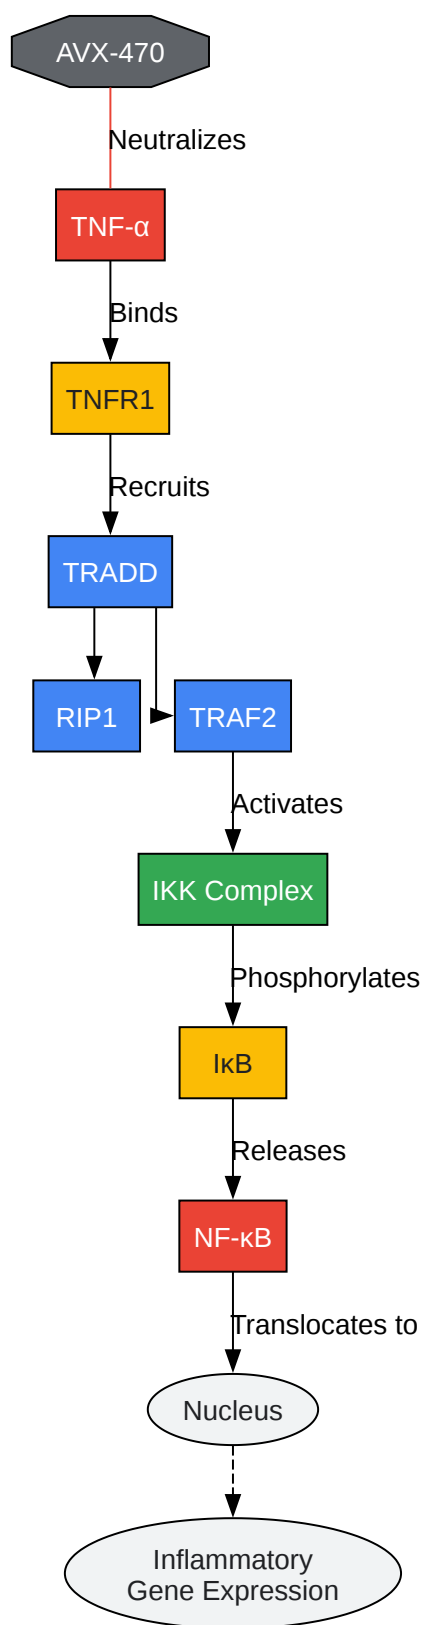 AVX-470
Neutralizes
TNF-α
Binds
TNFR1
Recruits
TRADD
RIP1
TRAF2
Activates
IKK Complex
Phosphorylates
IκB
Releases
NF-κB
Translocates to
Nucleus
Inflammatory
Gene Expression